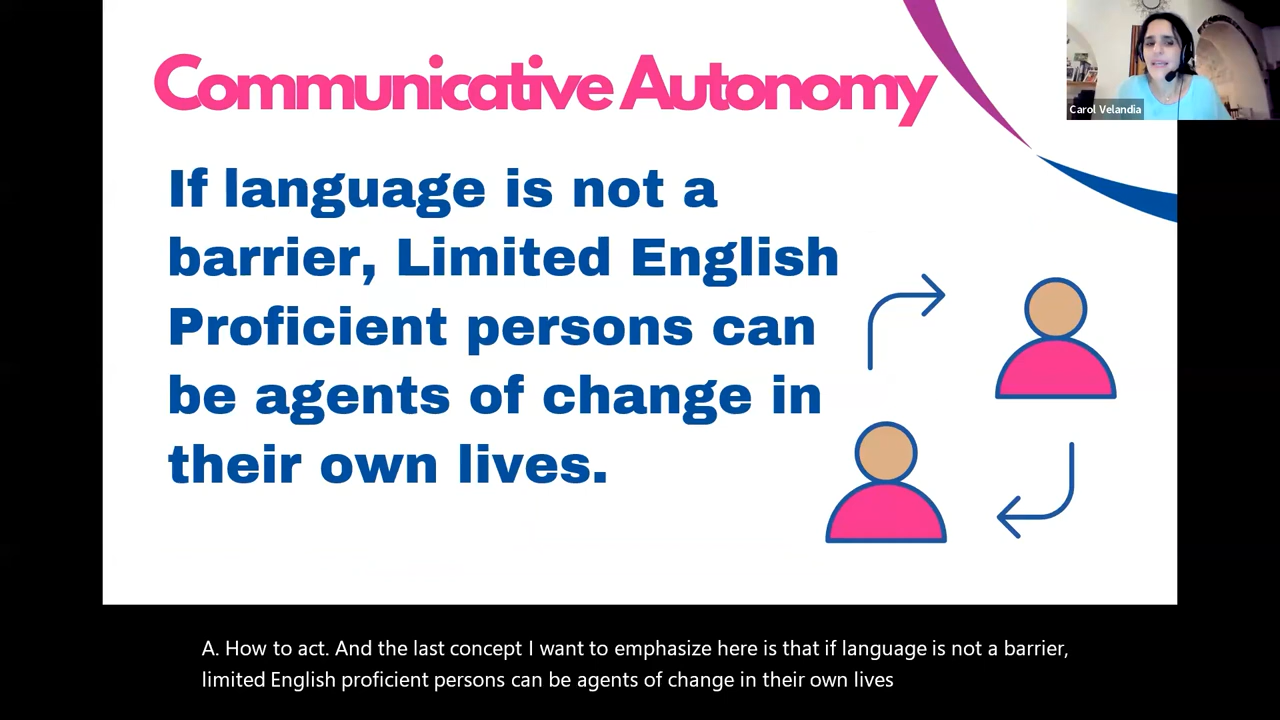 Communicative Autonomy
Carol Velandia
If language is not a
barrier, Limited English
Proficient persons can
be agents of change in
their own lives.
A. How to act. And the last concept I want to emphasize here is that if language is not a barrier,
limited English proficient persons can be agents of change in their own lives